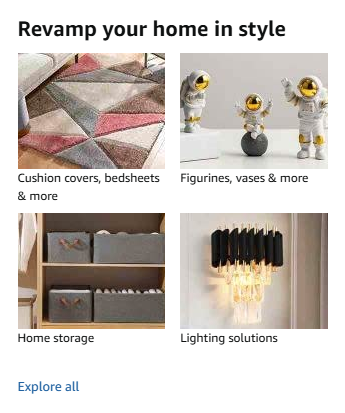 Revamp your home in style
Cushion covers, bedsheets
& more
Figurines, vases & more
Home storage
Lighting solutions
Explore all